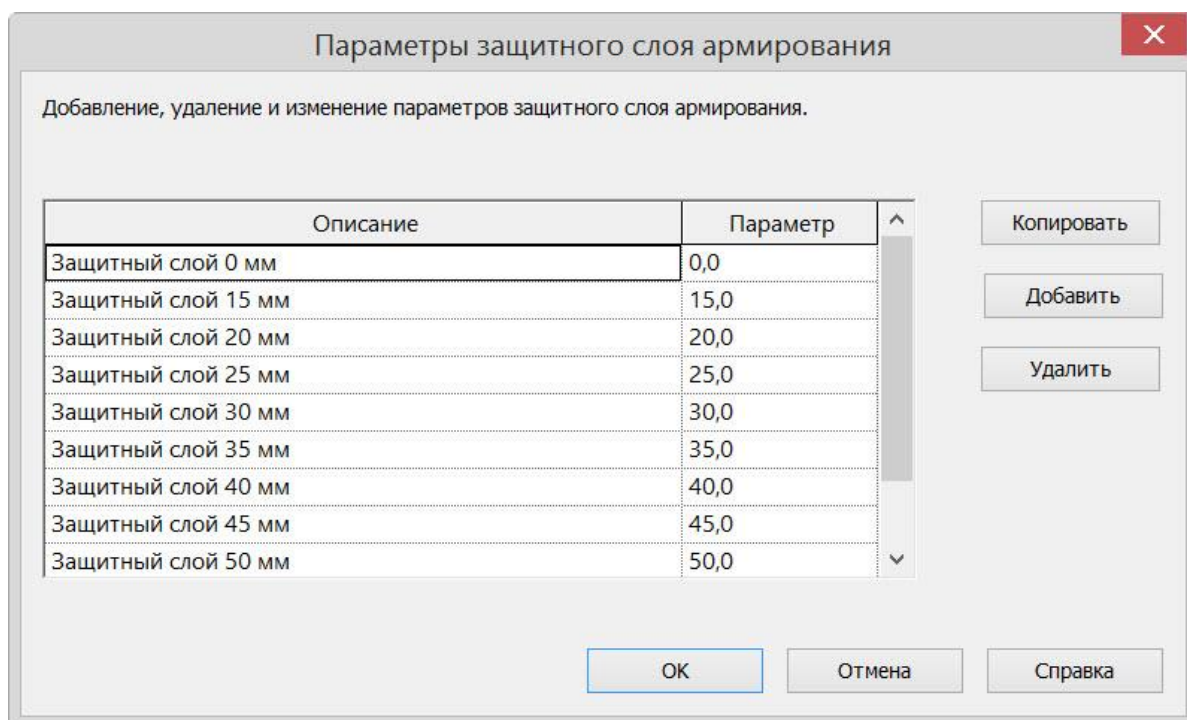 Параметры защитного слоя армирования
Добавление, удаление и изменение параметров защитного слоя армирования.
Описание Параметр
Защитный слой 0 мм 0,0
Защитный слой 15 мм 15,0
Защитный слой 20 мм 20,0
Защитный слой 25 мм 25,0
Защитный слой 30 мм 30,0
Защитный слой 35 мм 35,0
Защитный слой 40 мм 40,0
Защитный слой 45 мм 45,0
Защитный слой 50 мм 50,0
Копировать
Добавить
Удалить
ОК Отмена Справка